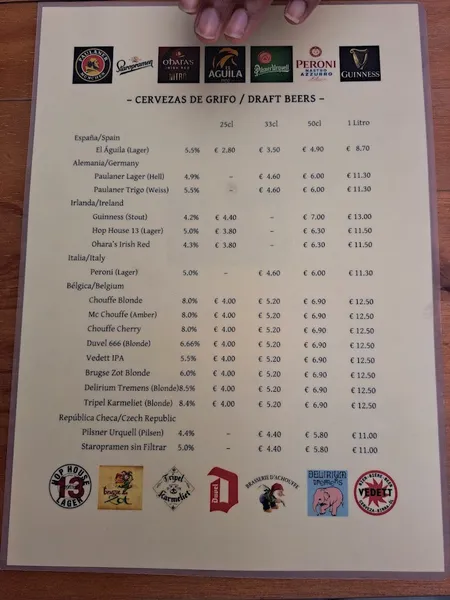 PAULANER MÜNCHEN Staropramen OHARA'S IRISH RED NITRO ÁGUILA Pilsner Urquell PERONI NASTRO AZZURRO GUINNESS
– CERVEZAS DE GRIFO / DRAFT BEERS –
25cl 33cl 50cl 1 Litro
España/Spain
El Águila (Lager) 5.5% € 2.80 € 3.50 € 4.90 € 8.70
Alemania/Germany
Paulaner Lager (Hell) 4.9% – € 4.60 € 6.00 € 11.30
Paulaner Trigo (Weiss) 5.5% – € 4.60 € 6.00 € 11.30
Irlanda/Ireland
Guinness (Stout) 4.2% € 4.40 – € 7.00 € 13.00
Hop House 13 (Lager) 5.0% € 3.80 – € 6.30 € 11.50
Ohara's Irish Red 4.3% € 3.80 – € 6.30 € 11.50
Italia/Italy
Peroni (Lager) 5.0% – € 4.60 € 6.00 € 11.30
Bélgica/Belgium
Chouffe Blonde 8.0% € 4.00 € 5.20 € 6.90 € 12.50
Mc Chouffe (Amber) 8.0% € 4.00 € 5.20 € 6.90 € 12.50
Chouffe Cherry 8.0% € 4.00 € 5.20 € 6.90 € 12.50
Duvel 666 (Blonde) 6.66% € 4.00 € 5.20 € 6.90 € 12.50
Vedett IPA 5.5% € 4.00 € 5.20 € 6.90 € 12.50
Brugse Zot Blonde 6.0% € 4.00 € 5.20 € 6.90 € 12.50
Delirium Tremens (Blonde) 8.5% € 4.00 € 5.20 € 6.90 € 12.50
Tripel Karmeliet (Blonde) 8.4% € 4.00 € 5.20 € 6.90 € 12.50
República Checa/Czech Republic
Pilsner Urquell (Pilsen) 4.4% – € 4.40 € 5.80 € 11.00
Staropramen sin Filtrar 5.0% – € 4.40 € 5.80 € 11.00
HOP HOUSE 13 LAGER Brugse Zot Tripel Karmeliet Duvel BRASSERIE D'ACHOUFFE DELIRIUM TREMENS VEDETT